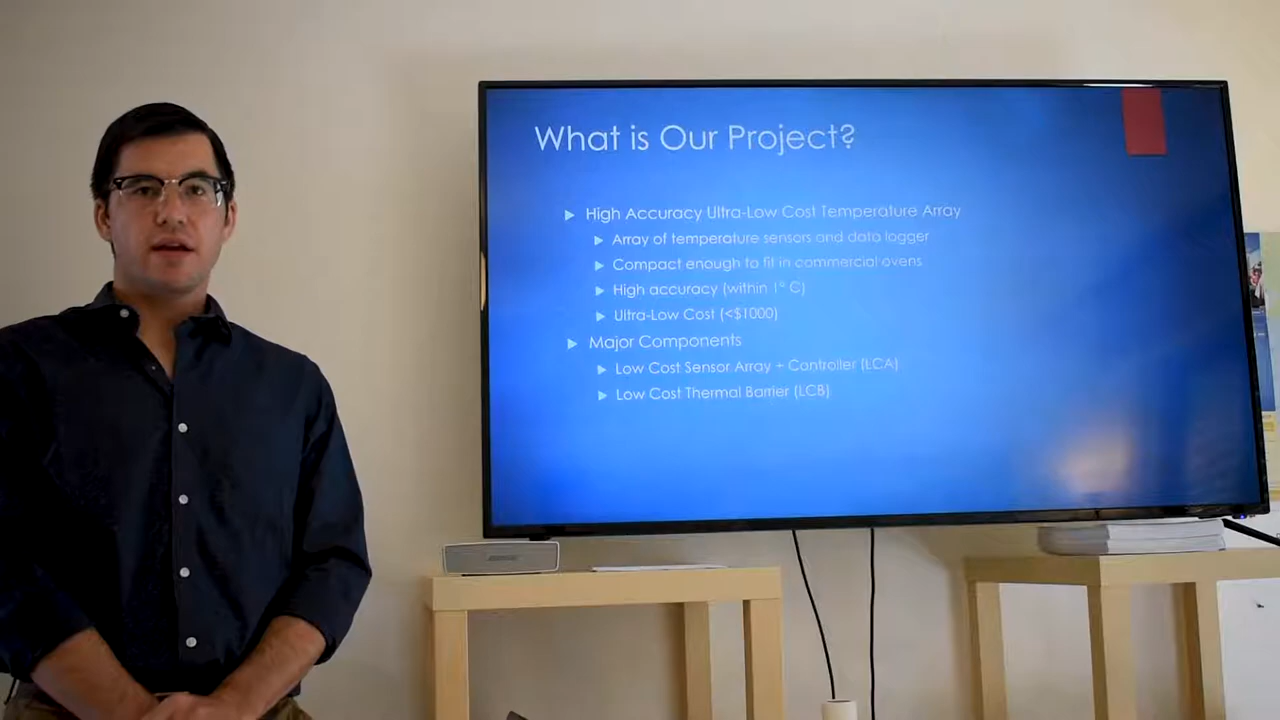 What is Our Project?
High Accuracy Ultra-Low Cost Temperature Array
Array of temperature sensors and data logger
Compact enough to fit in commercial ovens
High accuracy (within 1° C)
Ultra-Low Cost (<$1000)
Major Components
Low Cost Sensor Array + Controller (LCA)
Low Cost Thermal Barrier (LCB)
BOSE